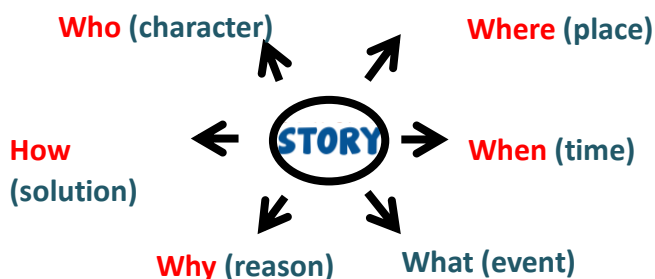 Who (character)
Where (place)
STORY
How
(solution)
When (time)
Why (reason)
What (event)